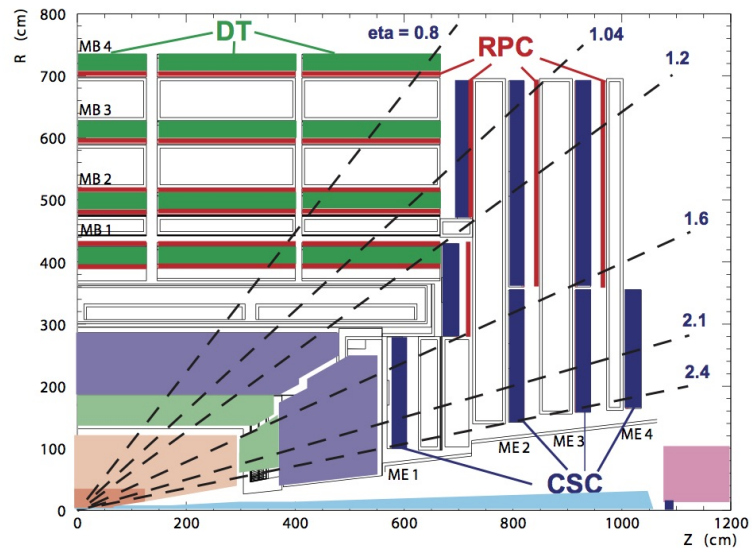 R (cm)
800
700
600
500
400
300
200
100
0
MB 4
MB 3
MB 2
MB 1
DT
eta = 0.8
RPC
1.04
1.2
1.6
2.1
2.4
ME 1
ME 2
ME 3
ME 4
CSC
0
200
400
600
800
1000
1200
Z (cm)